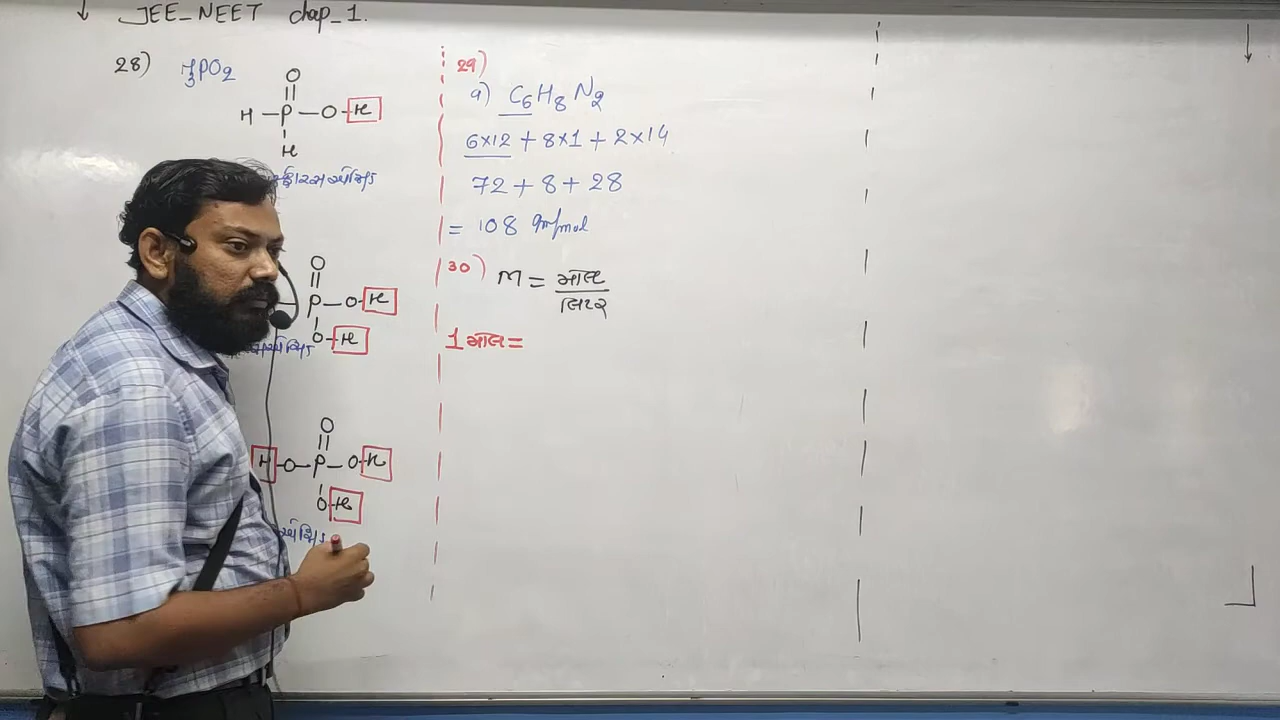 JEE-NEET chap-1.
28) H3PO2
O
||
H - P - O - H
|
H
O
||
P - O - H
|
O - H
O
||
H - O - P - O - H
|
O - H
29)
a) C6H8N2
6×12 + 8×1 + 2×14
72 + 8 + 28
= 108 gm/mol
30) M = મોલ
લિટર
1 મોલ =